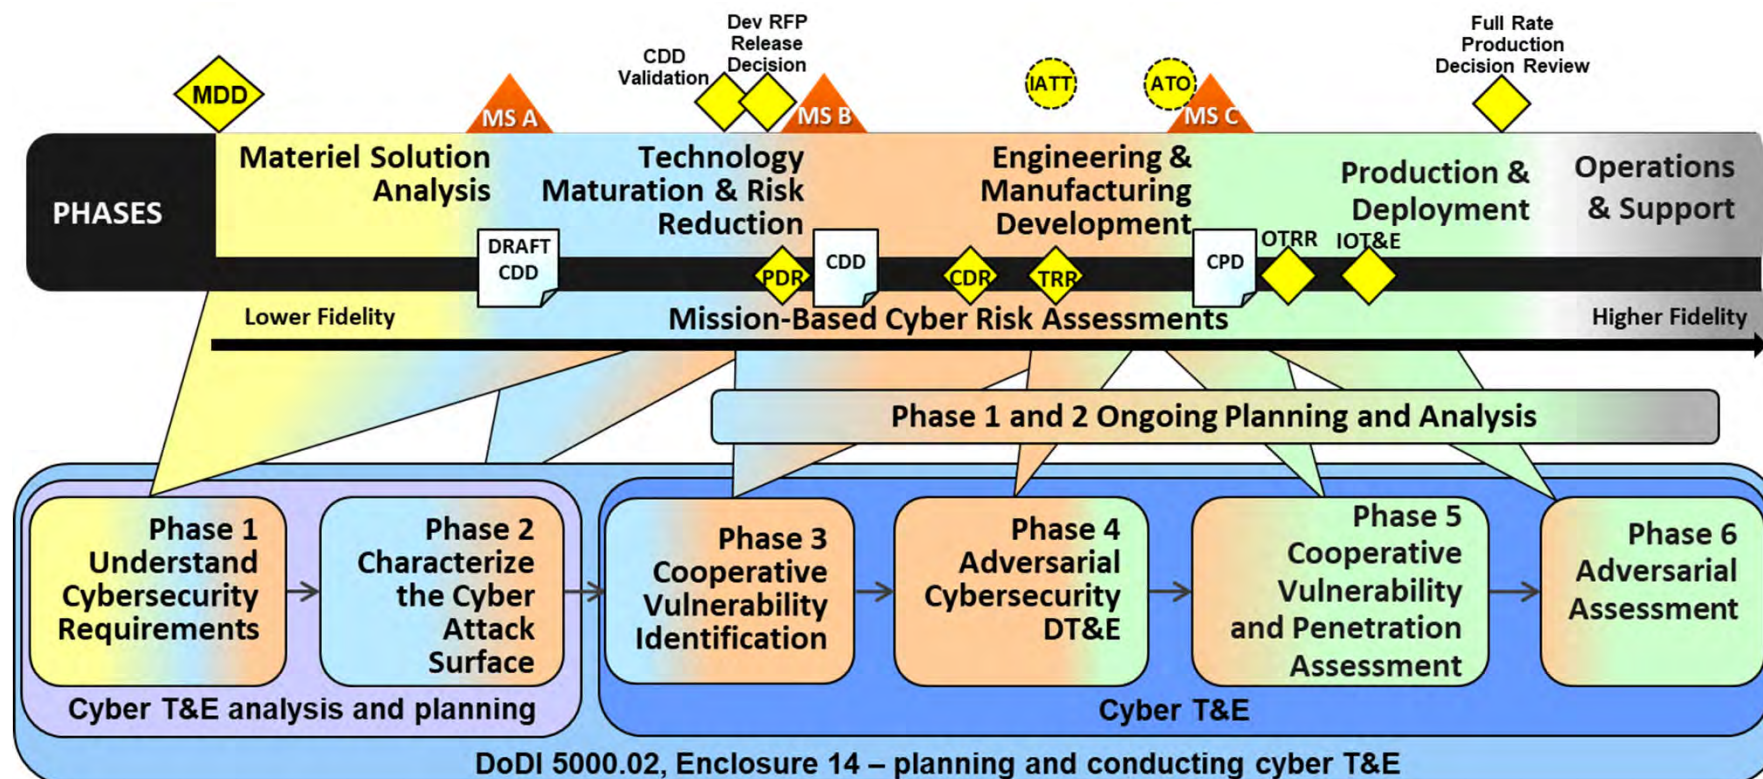 Dev RFP
Release
Decision
CDD
Validation
Full Rate
Production
Decision Review
MDD
MS A
MS B
IATT
ATO
MS C
PHASES
Materiel Solution
Analysis
Technology
Maturation & Risk
Reduction
Engineering &
Manufacturing
Development
Production &
Deployment
Operations
& Support
DRAFT
CDD
PDR
CDD
CDR
TRR
CPD
OTRR
IOT&E
Lower Fidelity
Mission-Based Cyber Risk Assessments
Higher Fidelity
Phase 1 and 2 Ongoing Planning and Analysis
Phase 1
Understand
Cybersecurity
Requirements
Phase 2
Characterize
the Cyber
Attack
Surface
Phase 3
Cooperative
Vulnerability
Identification
Phase 4
Adversarial
Cybersecurity
DT&E
Phase 5
Cooperative
Vulnerability
and Penetration
Assessment
Phase 6
Adversarial
Assessment
Cyber T&E analysis and planning
Cyber T&E
DoDI 5000.02, Enclosure 14 – planning and conducting cyber T&E